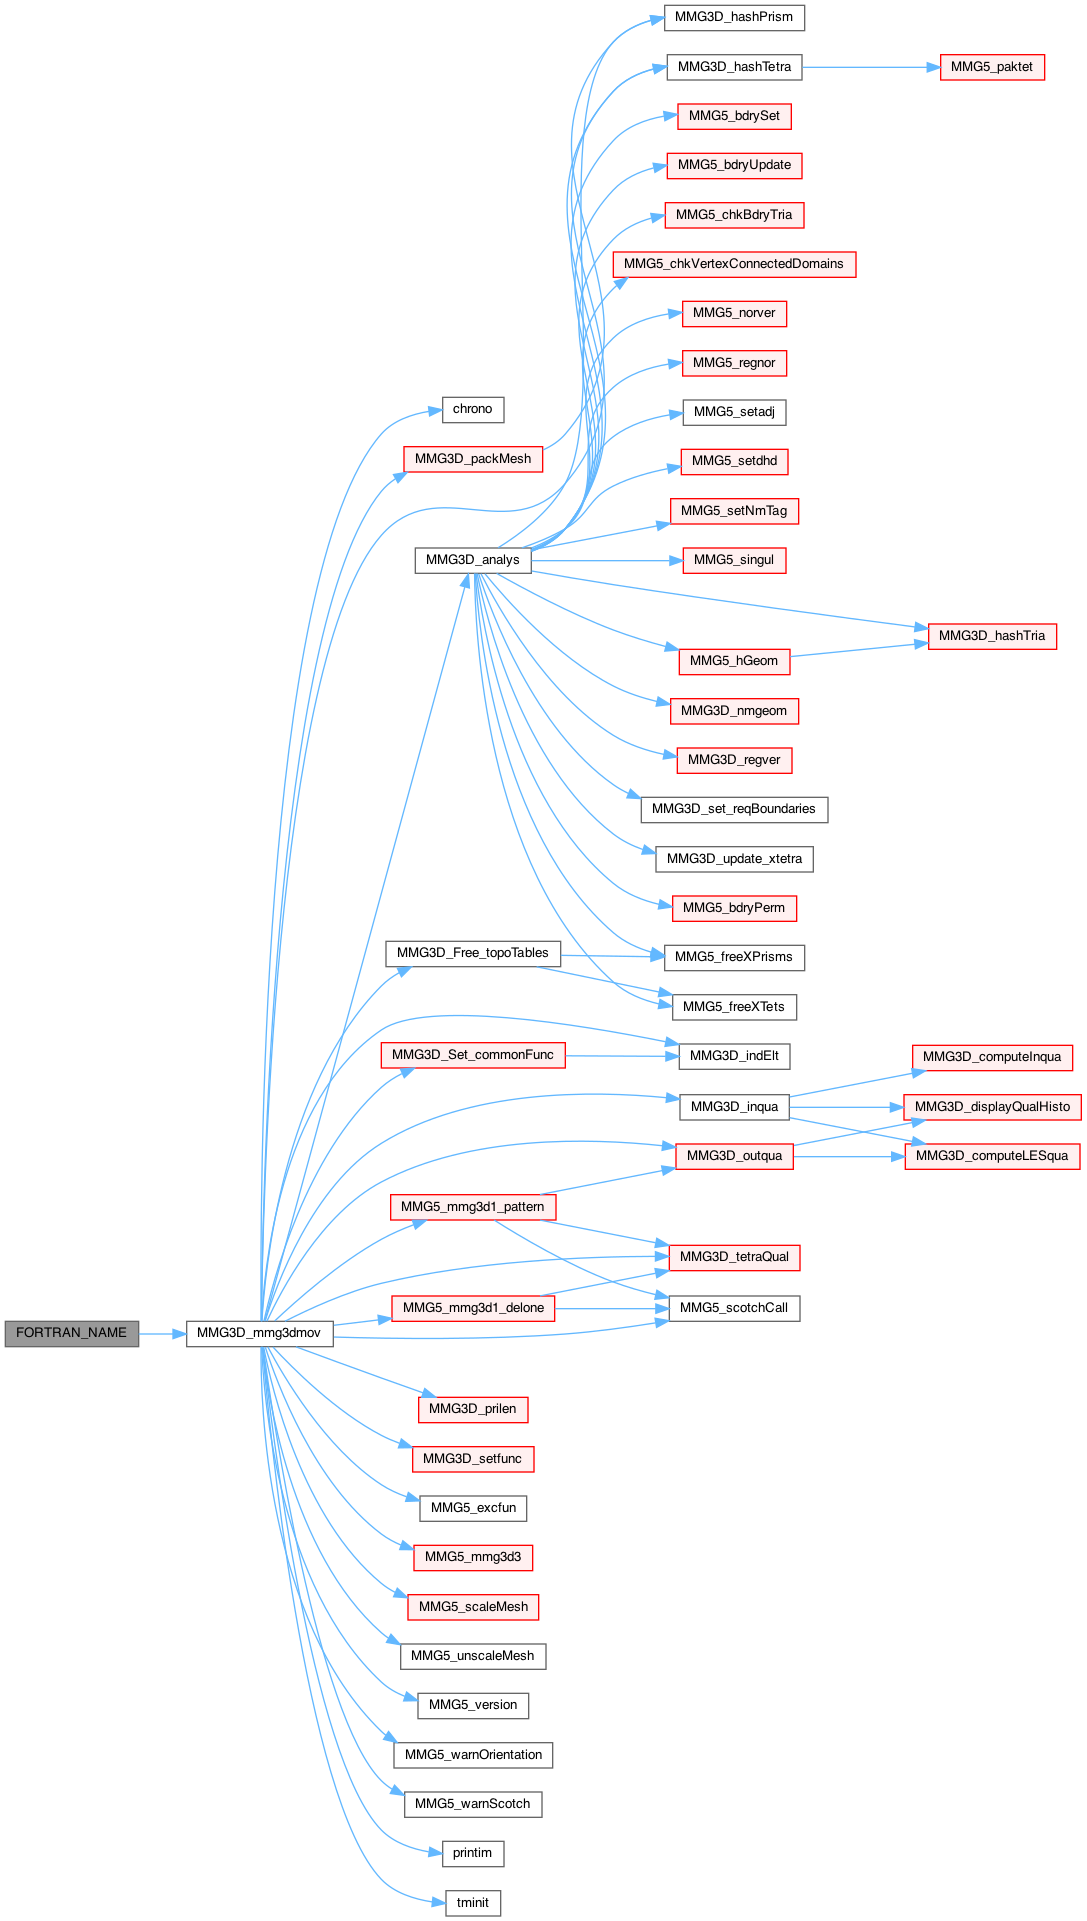 MMG3D_hashPrism
MMG3D_hashTetra
MMG5_paktet
MMG5_bdrySet
MMG5_bdryUpdate
MMG5_chkBdryTria
MMG5_chkVertexConnectedDomains
MMG5_norver
MMG5_regnor
chrono
MMG5_setadj
MMG3D_packMesh
MMG5_setdhd
MMG5_setNmTag
MMG3D_analys
MMG5_singul
MMG3D_hashTria
MMG5_hGeom
MMG3D_nmgeom
MMG3D_regver
MMG3D_set_reqBoundaries
MMG3D_update_xtetra
MMG5_bdryPerm
MMG3D_Free_topoTables
MMG5_freeXPrisms
MMG5_freeXTets
MMG3D_Set_commonFunc
MMG3D_indElt
MMG3D_computeInqua
MMG3D_inqua
MMG3D_displayQualHisto
MMG3D_outqua
MMG3D_computeLESqua
MMG5_mmg3d1_pattern
MMG3D_tetraQual
MMG5_mmg3d1_delone
MMG5_scotchCall
FORTRAN_NAME
MMG3D_mmg3dmov
MMG3D_prilen
MMG3D_setfunc
MMG5_excfun
MMG5_mmg3d3
MMG5_scaleMesh
MMG5_unscaleMesh
MMG5_version
MMG5_warnOrientation
MMG5_warnScotch
printim
tminit